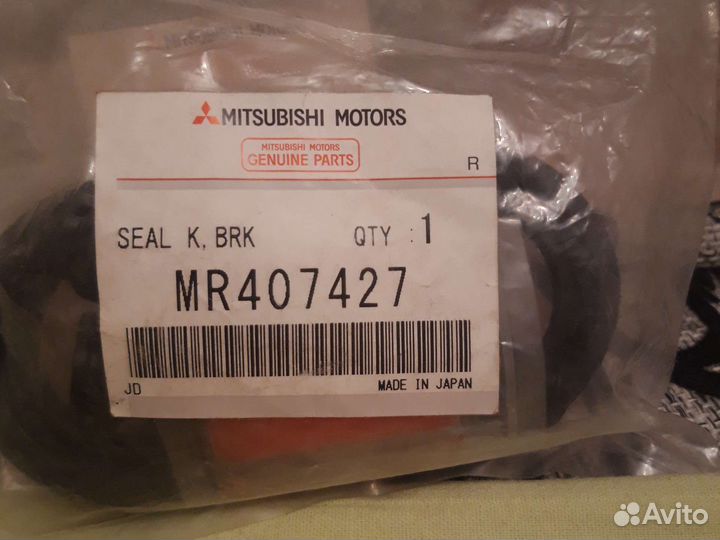 MITSUBISHI MOTORS
MITSUBISHI MOTORS
GENUINE PARTS
R
SEAL K, BRK QTY : 1
MR407427
JD MADE IN JAPAN
Avito